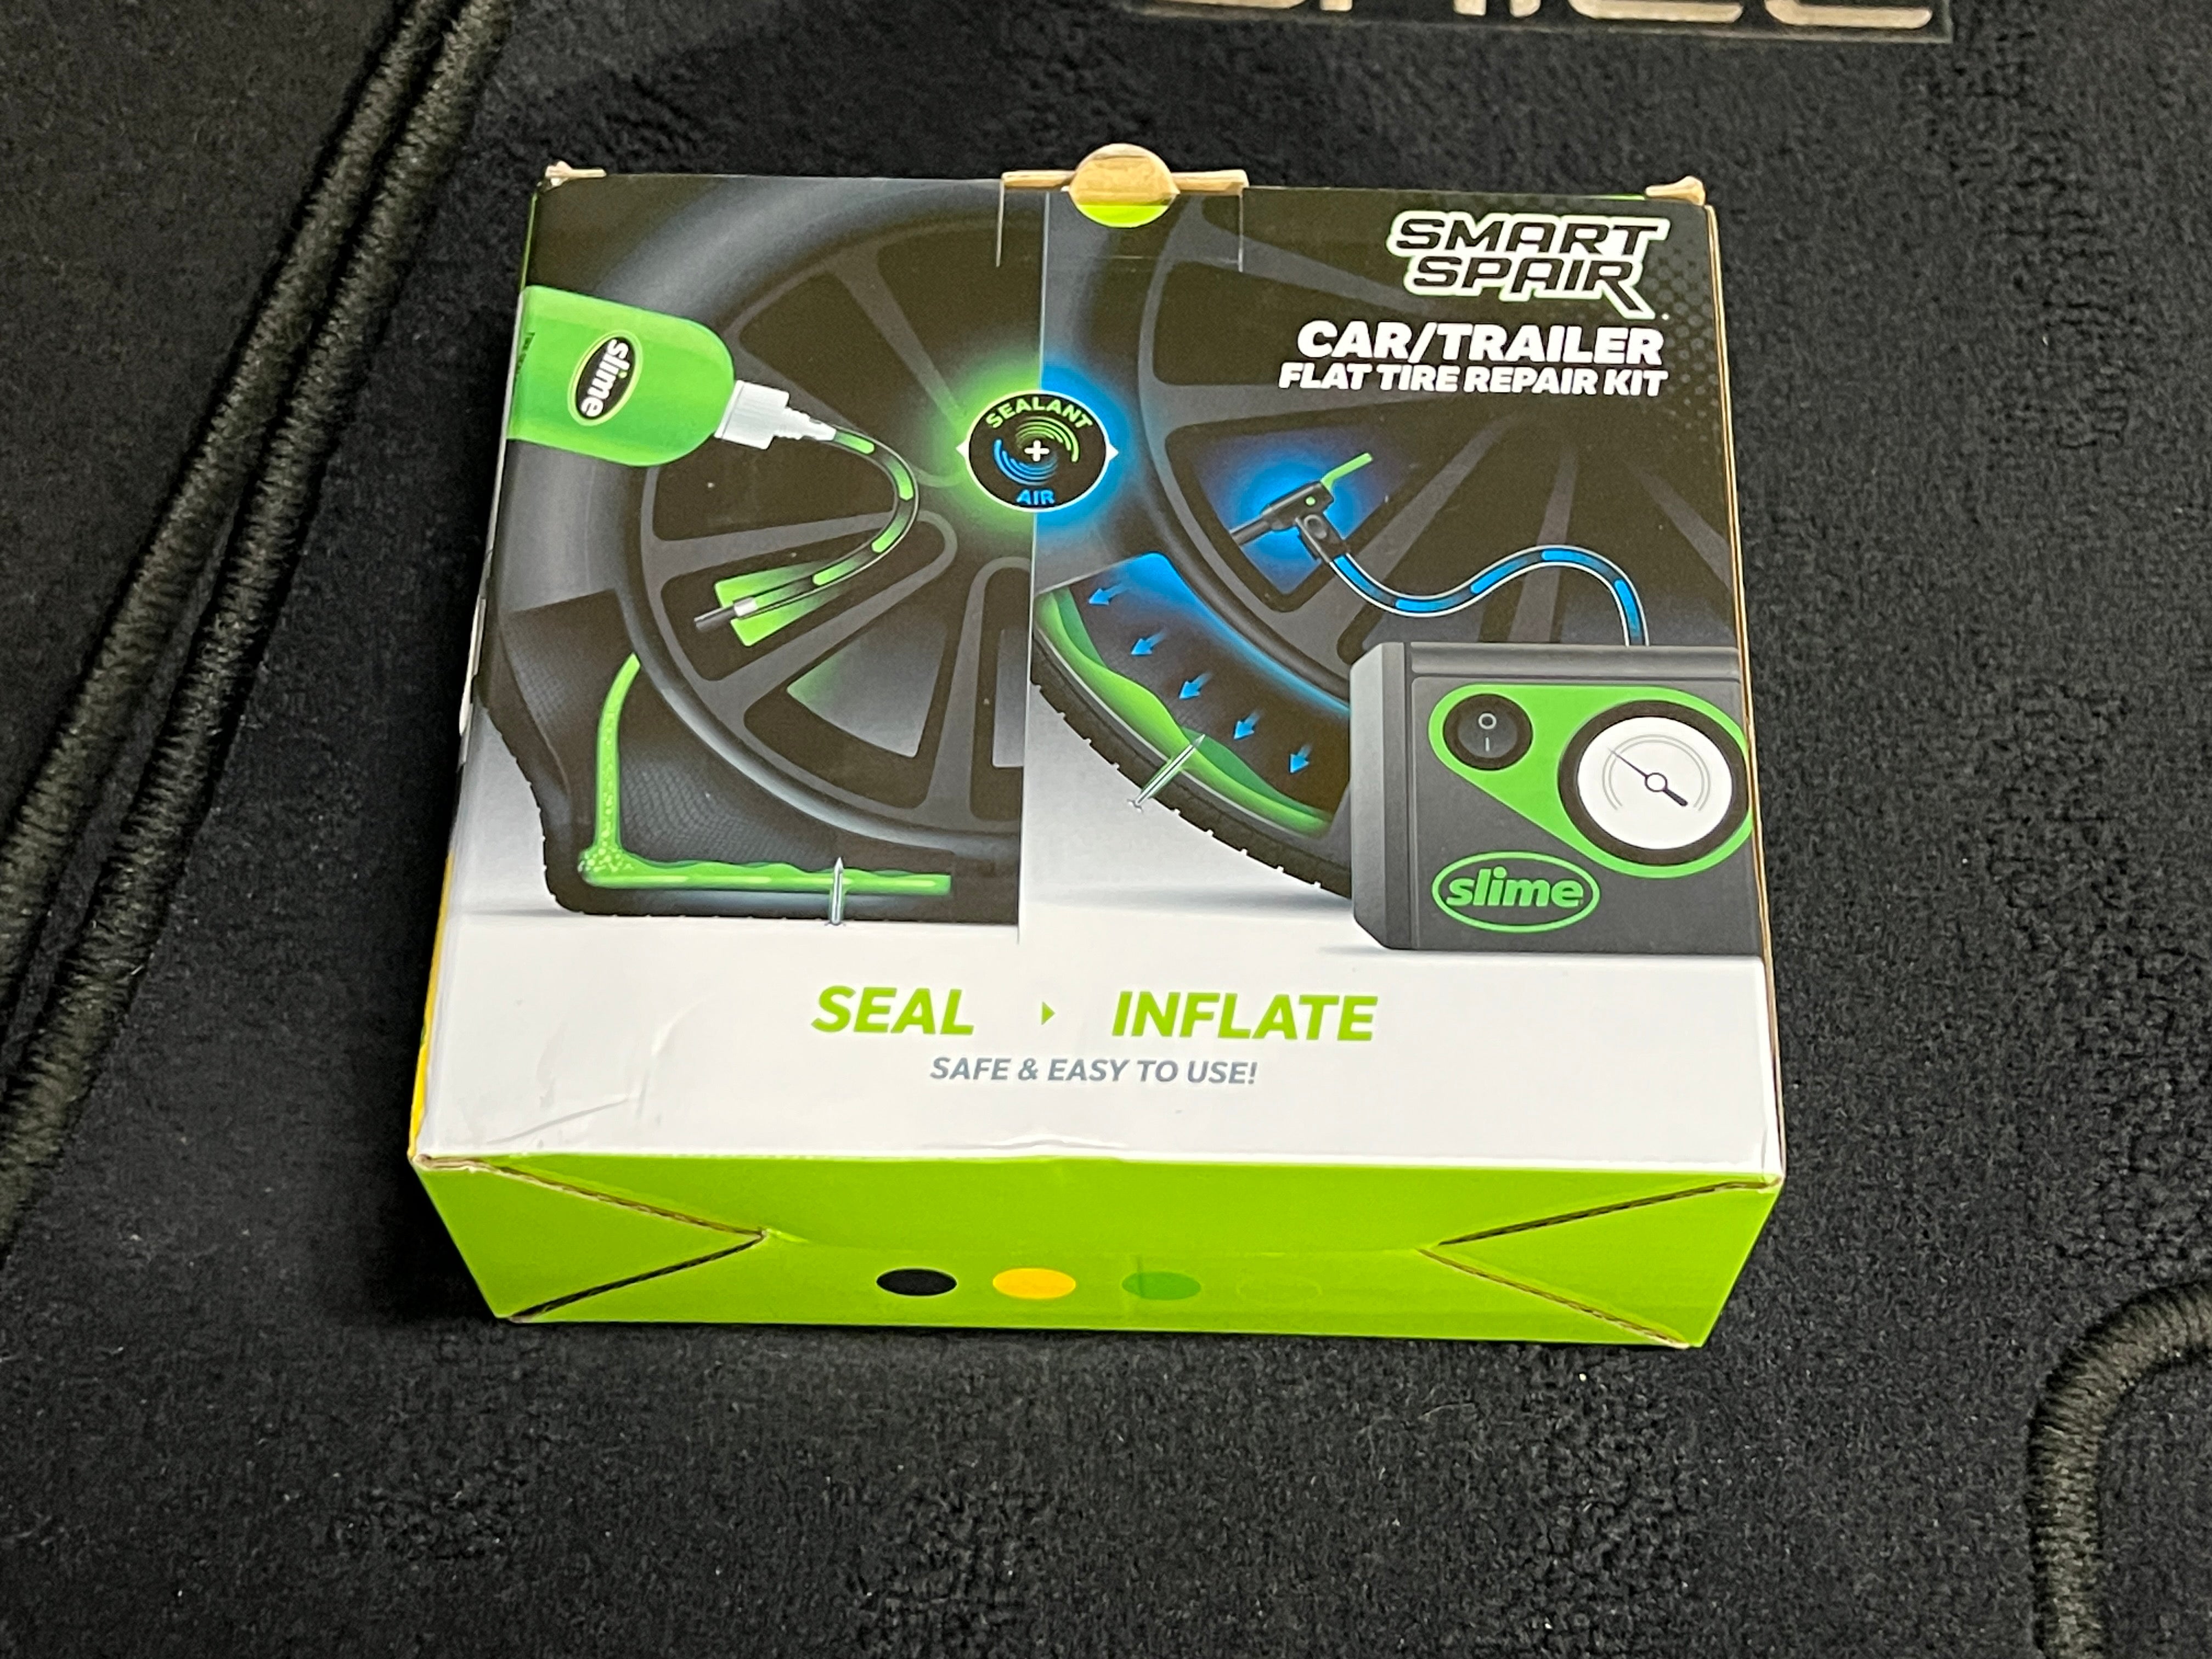 SMART
SPAIR
CAR/TRAILER
FLAT TIRE REPAIR KIT
slime
SEALANT
+
AIR
slime
SEAL INFLATE
SAFE & EASY TO USE!